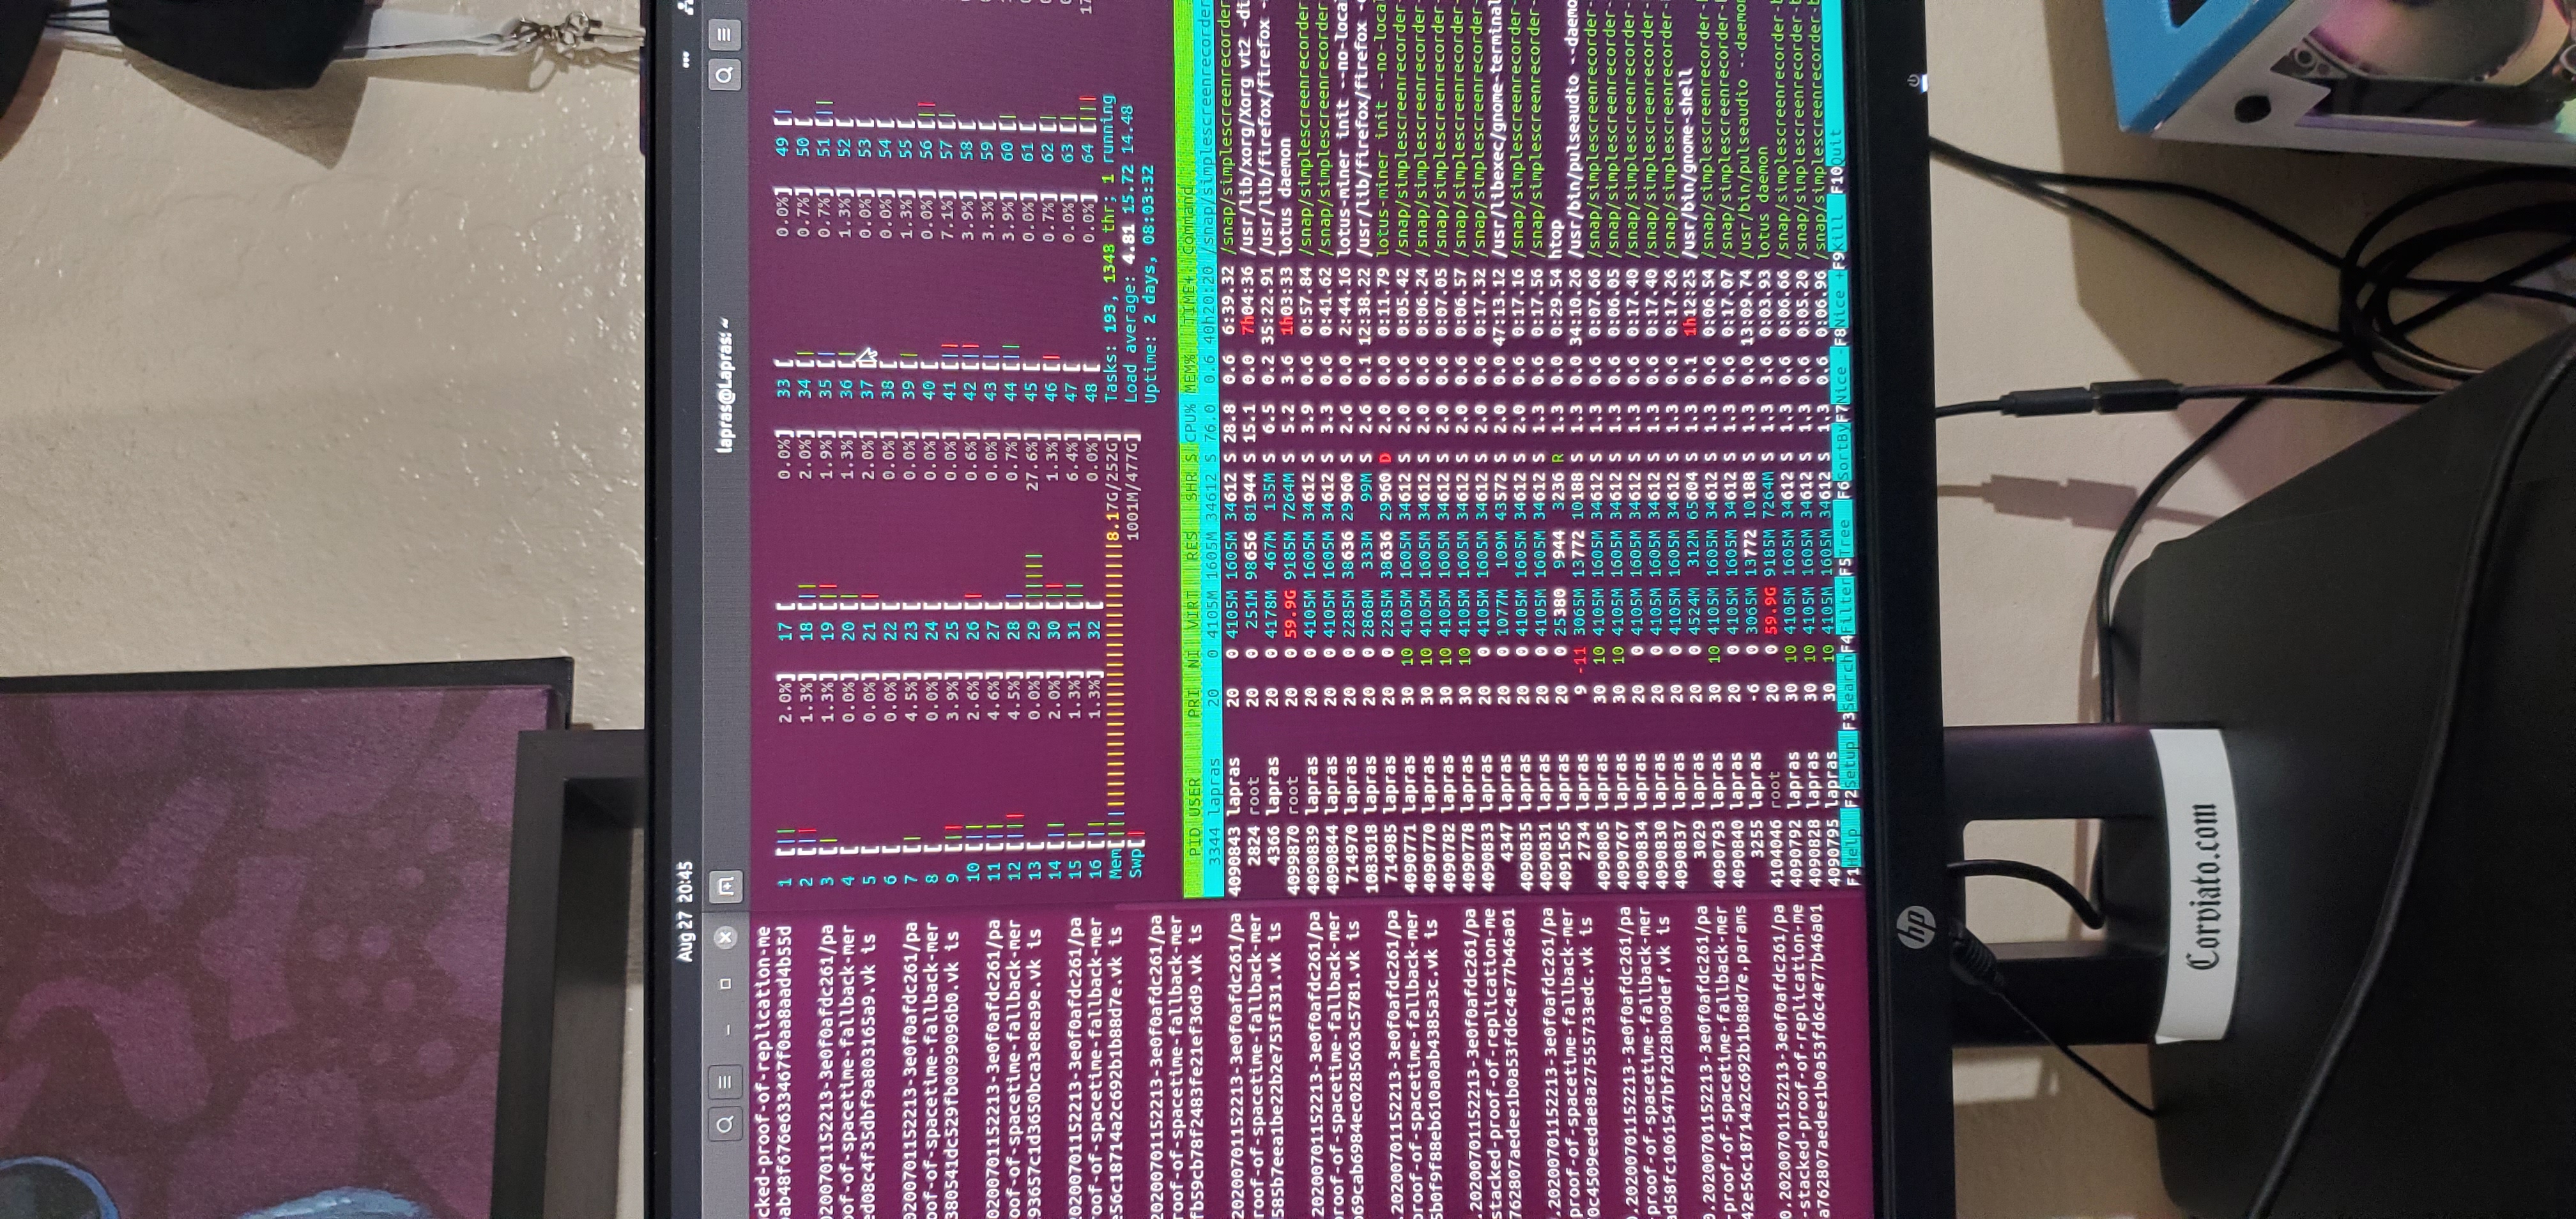 Aug 27 20:45
lapras@Lapras: ~
cked-proof-of-replication-me
ab48f676e633467f0aa8aad4b55d
0200701152213-3e0f0afdc261/pa
oof-of-spacetime-fallback-mer
ed08c4f35dbf9a803165a9.vk is
0200701152213-3e0f0afdc261/pa
oof-of-spacetime-fallback-mer
380541dc529fb0099096b0.vk is
20200701152213-3e0f0afdc261/pa
oof-of-spacetime-fallback-mer
93657c1d3650bca3e8ea9e.vk is
20200701152213-3e0f0afdc261/pa
oof-of-spacetime-fallback-mer
e56c18714a2c692b1b88d7e.vk is
20200701152213-3e0f0afdc261/pa
roof-of-spacetime-fallback-mer
fb59cb78f2483fe21ef36d9.vk is
20200701152213-3e0f0afdc261/pa
roof-of-spacetime-fallback-mer
585b7eea1be22b2e753f331.vk is
.20200701152213-3e0f0afdc261/pa
roof-of-spacetime-fallback-mer
b69cab6984ec0285663c5781.vk is
.20200701152213-3e0f0afdc261/pa
proof-of-spacetime-fallback-mer
5b0f9f88eb610a0ab4385a3c.vk is
.20200701152213-3e0f0afdc261/pa
stacked-proof-of-replication-me
762807aedee1b0a53fd6c4e77b46a01
0.20200701152213-3e0f0afdc261/pa
-proof-of-spacetime-fallback-mer
0c4509eedae8a27555733edc.vk is
0.20200701152213-3e0f0afdc261/pa
-proof-of-spacetime-fallback-mer
ad58fc1061547bf2d28b09def.vk is
0.20200701152213-3e0f0afdc261/pa
-proof-of-spacetime-fallback-mer
42e56c18714a2c692b1b88d7e.params
0.20200701152213-3e0f0afdc261/pa
-stacked-proof-of-replication-me
a762807aedee1b0a53fd6c4e77b46a01
1 [|| 2.0%] 17 [ 0.0%] 33 [ 0.0%] 49 [|
2 [|| 1.3%] 18 [|| 2.0%] 34 [| 0.7%] 50 [
3 [| 1.3%] 19 [|| 1.9%] 35 [| 0.7%] 51 [||
4 [ 0.0%] 20 [| 1.3%] 36 [| 1.3%] 52 [
5 [ 0.0%] 21 [| 2.0%] 37 [ 0.0%] 53 [
6 [ 0.0%] 22 [ 0.0%] 38 [ 0.0%] 54 [
7 [| 4.5%] 23 [ 0.0%] 39 [| 1.3%] 55 [
8 [ 0.0%] 24 [ 0.0%] 40 [ 0.0%] 56 [||
9 [|| 3.9%] 25 [ 0.0%] 41 [|| 7.1%] 57 [|
10 [|| 2.6%] 26 [| 0.6%] 42 [|| 3.9%] 58 [
11 [|| 4.6%] 27 [ 0.0%] 43 [| 3.3%] 59 [
12 [||| 4.5%] 28 [| 0.7%] 44 [|| 3.9%] 60 [|
13 [ 0.0%] 29 [||||| 27.6%] 45 [ 0.0%] 61 [
14 [|| 2.0%] 30 [|| 1.3%] 46 [| 0.7%] 62 [|
15 [| 1.3%] 31 [|| 6.4%] 47 [ 0.0%] 63 [|
16 [|| 1.3%] 32 [ 0.0%] 48 [ 0.0%] 64 [||| 17
Mem[ 8.17G/252G] Tasks: 193, 1348 thr; 1 running
Swp[| 1001M/477G] Load average: 4.81 15.72 14.48
Uptime: 2 days, 08:03:32
PID USER PRI NI VIRT RES SHR S CPU% MEM% TIME+ Command
3344 lapras 20 0 4105M 1605M 34612 S 76.0 0.6 40h20:20 /snap/simplescreenrecorder
4090843 lapras 20 0 4105M 1605M 34612 S 28.8 0.6 6:39.32 /snap/simplescreenrecorder
2824 root 20 0 251M 98656 81944 S 15.1 0.0 7h04:36 /usr/lib/xorg/Xorg vt2 -di
4366 lapras 20 0 4178M 467M 135M S 6.5 0.2 35:22.91 /usr/lib/firefox/firefox
4099870 root 20 0 59.9G 9185M 7264M S 5.2 3.6 1h03:33 lotus daemon
4090839 lapras 20 0 4105M 1605M 34612 S 3.9 0.6 0:57.84 /snap/simplescreenrecorder
4090844 lapras 20 0 4105M 1605M 34612 S 3.3 0.6 0:41.62 /snap/simplescreenrecorder
714970 lapras 20 0 2285M 38636 29960 S 2.6 0.0 2:44.16 lotus-miner init --no-loca
1083018 lapras 20 0 2868M 333M 99M S 2.6 0.1 12:38.22 /usr/lib/firefox/firefox -
714985 lapras 20 0 2285M 38636 29960 D 2.0 0.0 0:11.79 lotus-miner init --no-loca
4090771 lapras 30 10 4105M 1605M 34612 S 2.0 0.6 0:05.42 /snap/simplescreenrecorder-
4090770 lapras 30 10 4105M 1605M 34612 S 2.0 0.6 0:06.24 /snap/simplescreenrecorder-
4090782 lapras 30 10 4105M 1605M 34612 S 2.0 0.6 0:07.05 /snap/simplescreenrecorder-
4090778 lapras 30 10 4105M 1605M 34612 S 2.0 0.6 0:06.57 /snap/simplescreenrecorder-
4090833 lapras 20 0 4105M 1605M 34612 S 2.0 0.6 0:17.32 /snap/simplescreenrecorder-
4347 lapras 20 0 1077M 109M 43572 S 2.0 0.0 47:13.12 /usr/libexec/gnome-terminal
4090835 lapras 20 0 4105M 1605M 34612 S 2.0 0.6 0:17.16 /snap/simplescreenrecorder-
4090831 lapras 20 0 4105M 1605M 34612 S 1.3 0.6 0:17.56 /snap/simplescreenrecorder-
4091565 lapras 20 0 25380 9944 3236 R 1.3 0.0 0:29.54 htop
2734 lapras 9 -11 3065M 13772 10188 S 1.3 0.0 34:10.26 /usr/bin/pulseaudio --daemo
4090805 lapras 30 10 4105M 1605M 34612 S 1.3 0.6 0:07.66 /snap/simplescreenrecorder-
4090767 lapras 30 10 4105M 1605M 34612 S 1.3 0.6 0:06.05 /snap/simplescreenrecorder-
4090834 lapras 20 0 4105M 1605M 34612 S 1.3 0.6 0:17.40 /snap/simplescreenrecorder-
4090830 lapras 20 0 4105M 1605M 34612 S 1.3 0.6 0:17.40 /snap/simplescreenrecorder-
4090837 lapras 20 0 4105M 1605M 34612 S 1.3 0.6 0:17.26 /snap/simplescreenrecorder-
3029 lapras 20 0 4524M 312M 65604 S 1.3 0.1 1h12:25 /usr/bin/gnome-shell
4090793 lapras 30 10 4105M 1605M 34612 S 1.3 0.6 0:06.54 /snap/simplescreenrecorder-
4090840 lapras 20 0 4105M 1605M 34612 S 1.3 0.6 0:17.07 /snap/simplescreenrecorder-
3255 lapras -6 0 3065M 13772 10188 S 1.3 0.0 13:09.74 /usr/bin/pulseaudio --daemo
4104046 root 20 0 59.9G 9185M 7264M S 1.3 3.6 0:03.93 lotus daemon
4090792 lapras 30 10 4105M 1605M 34612 S 1.3 0.6 0:06.66 /snap/simplescreenrecorder-
4090828 lapras 30 10 4105M 1605M 34612 S 1.3 0.6 0:05.20 /snap/simplescreenrecorder-
4090795 lapras 30 10 4105M 1605M 34612 S 1.3 0.6 0:06.96 /snap/simplescreenrecorder-
F1Help F2Setup F3SearchF4FilterF5Tree F6SortByF7Nice -F8Nice +F9Kill F10Quit
hp
Corviato.com